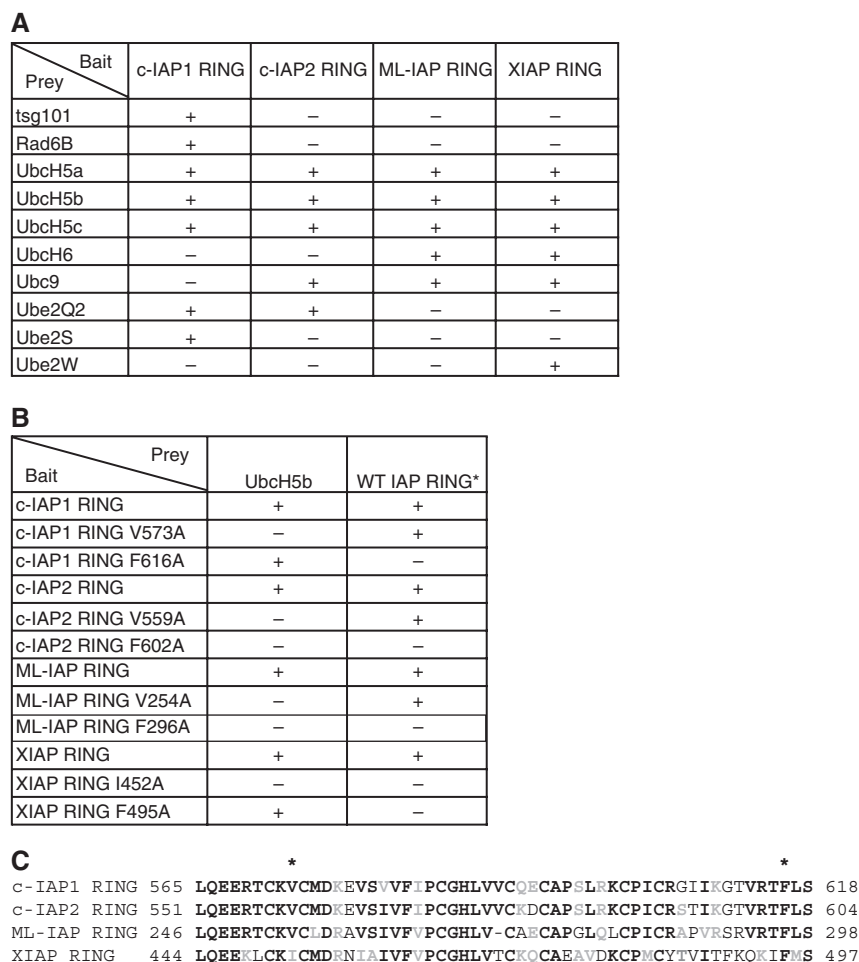 A
Bait
Prey
c-IAP1 RING c-IAP2 RING ML-IAP RING XIAP RING
tsg101 + – – –
Rad6B + – – –
UbcH5a + + + +
UbcH5b + + + +
UbcH5c + + + +
UbcH6 – – + +
Ubc9 – + + +
Ube2Q2 + + – –
Ube2S + – – –
Ube2W – – – +
B
Prey
Bait
UbcH5b WT IAP RING*
c-IAP1 RING + +
c-IAP1 RING V573A – +
c-IAP1 RING F616A + –
c-IAP2 RING + +
c-IAP2 RING V559A – +
c-IAP2 RING F602A – –
ML-IAP RING + +
ML-IAP RING V254A – +
ML-IAP RING F296A – –
XIAP RING + +
XIAP RING I452A – –
XIAP RING F495A + –
C
* *
c-IAP1 RING 565 LQEERTCKVCMDKEVSVVFIPCGHLVVCQECAPSLRKCPICRGIIKGTVRTFLS 618
c-IAP2 RING 551 LQEERTCKVCMDKEVSIVFIPCGHLVVCKDCAPSLRKCPICRSTIKGTVRTFLS 604
ML-IAP RING 246 LQEERTCKVCLDRAVSIVFVPCGHLV-CAECAPGLQLCPICRAPVRSRVRTFLS 298
XIAP RING 444 LQEEKLCKICMDRNIAIVFVPCGHLVTCKQCAEAVDKCPMCYTVITFKQKIFMS 497